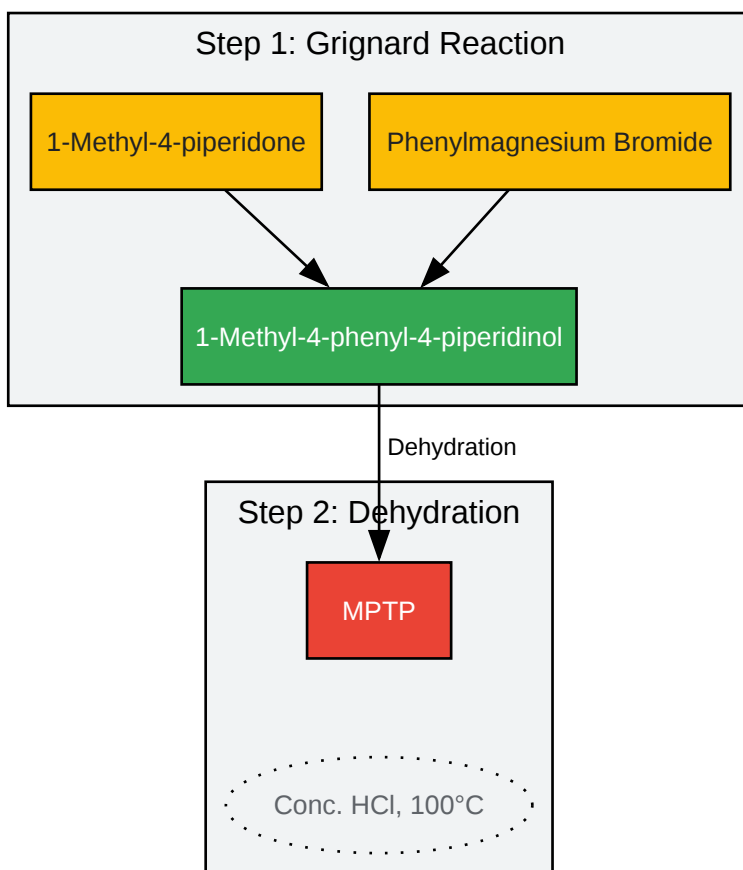 Step 1: Grignard Reaction
1-Methyl-4-piperidone
Phenylmagnesium Bromide
1-Methyl-4-phenyl-4-piperidinol
Dehydration
Step 2: Dehydration
MPTP
Conc. HCl, 100°C